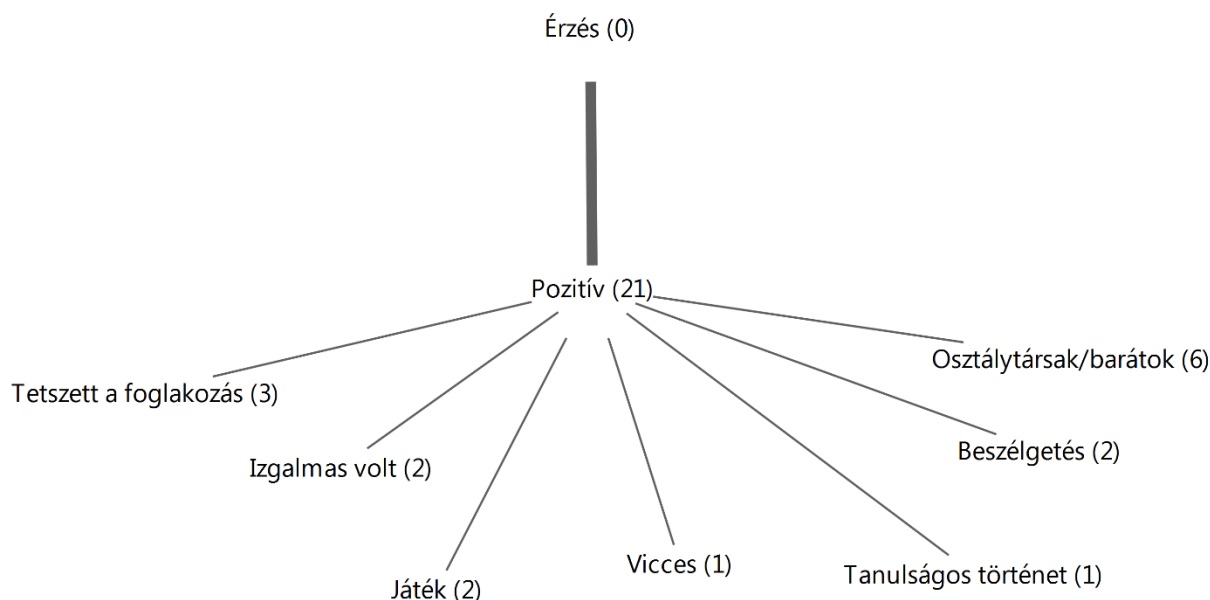 Érzés (0)
Pozitív (21)
Osztálytársak/barátok (6)
Tetszett a foglakozás (3)
Beszélgetés (2)
Izgalmas volt (2)
Vicces (1)
Tanulságos történet (1)
Játék (2)